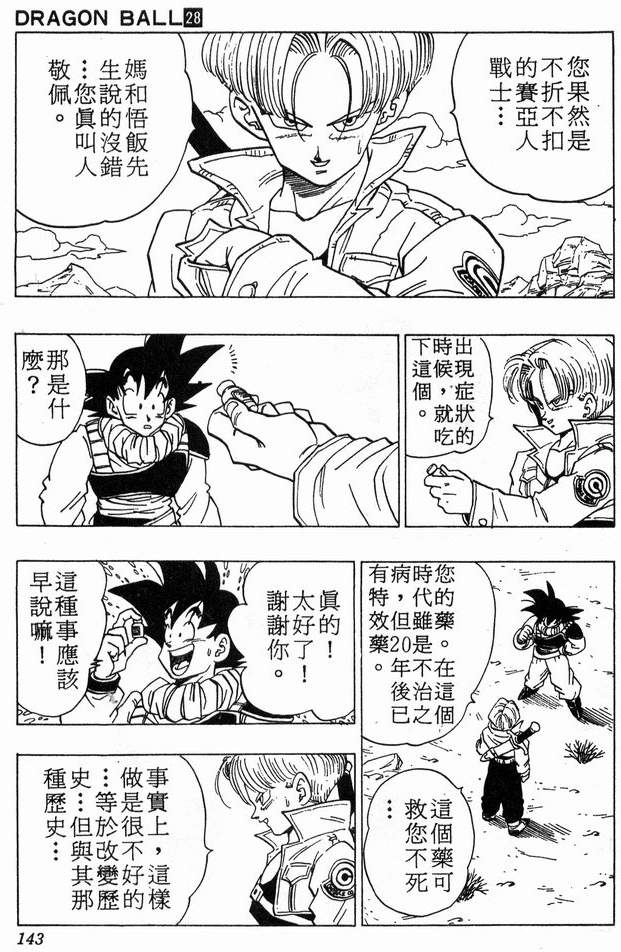 DRAGON BALL 28
您果然是
不折不扣
的賽亞人
戰士…
媽和悟飯先
生說的沒錯
…您眞叫人
敬佩。
出現症狀的
時候，就吃
下這個。
那是什
麼？
您的藥。在這個
時代雖是不治之
病，但20年後已
有特效藥。
這個藥可
救您不死
…
眞的！
太好了！
謝謝你。
這種事應該
早說嘛！
事實上，這樣
做是很不好的
…等於改變歷
史…但與其那
種歷史…
143